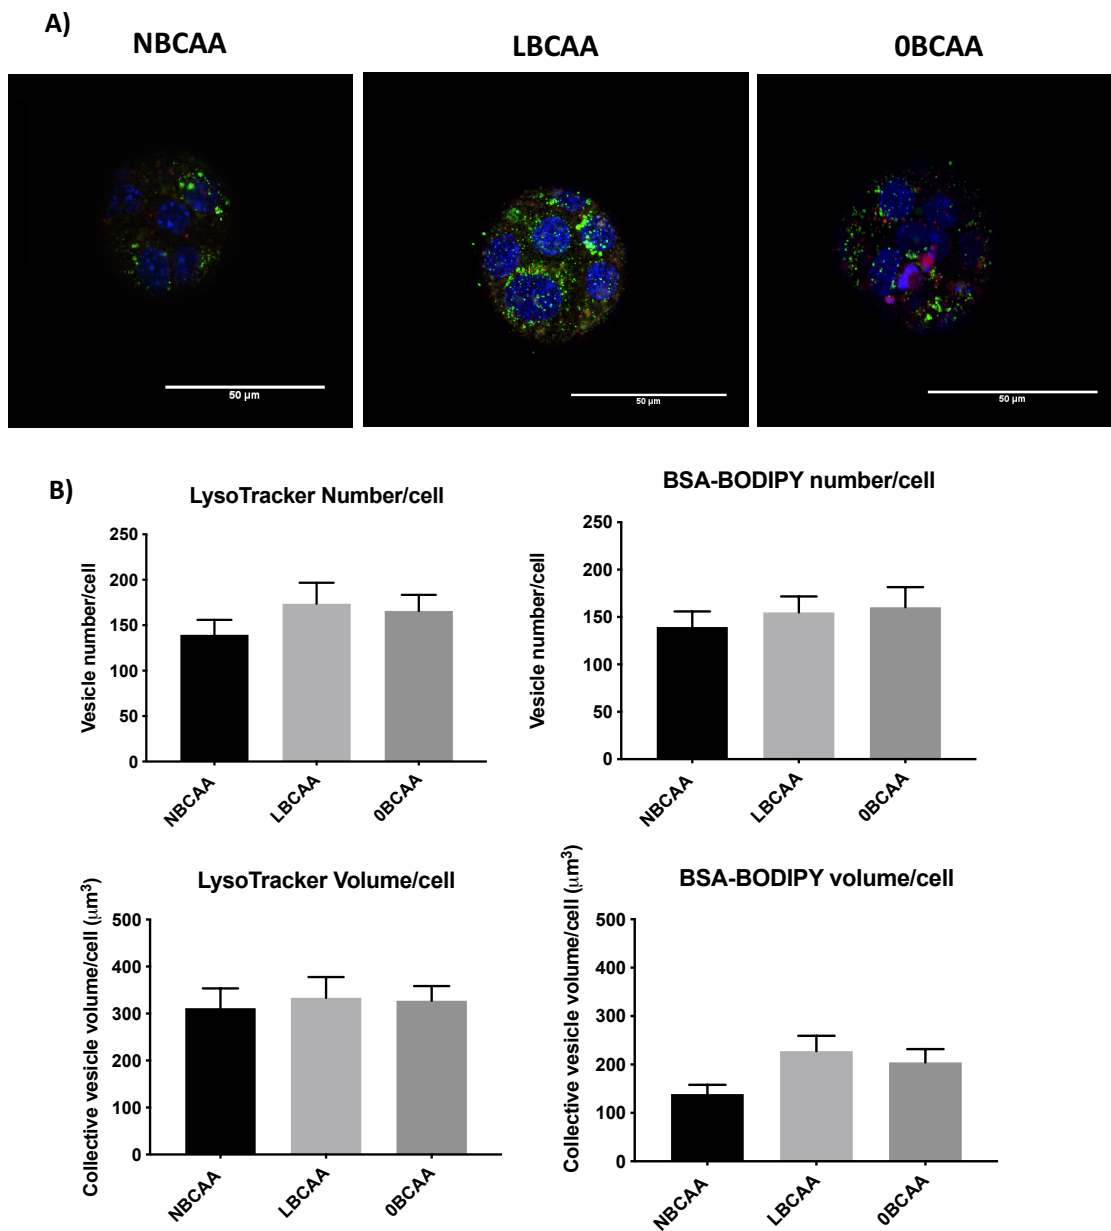 A)
NBCAA
LBCAA
0BCAA
50 µm
50 µm
50 µm
B)
LysoTracker Number/cell
Vesicle number/cell
250
200
150
100
50
0
NBCAA
LBCAA
0BCAA
BSA-BODIPY number/cell
Vesicle number/cell
250
200
150
100
50
0
NBCAA
LBCAA
0BCAA
LysoTracker Volume/cell
Collective vesicle volume/cell (µm³)
500
400
300
200
100
0
NBCAA
LBCAA
0BCAA
BSA-BODIPY volume/cell
Collective vesicle volume/cell (µm³)
500
400
300
200
100
0
NBCAA
LBCAA
0BCAA